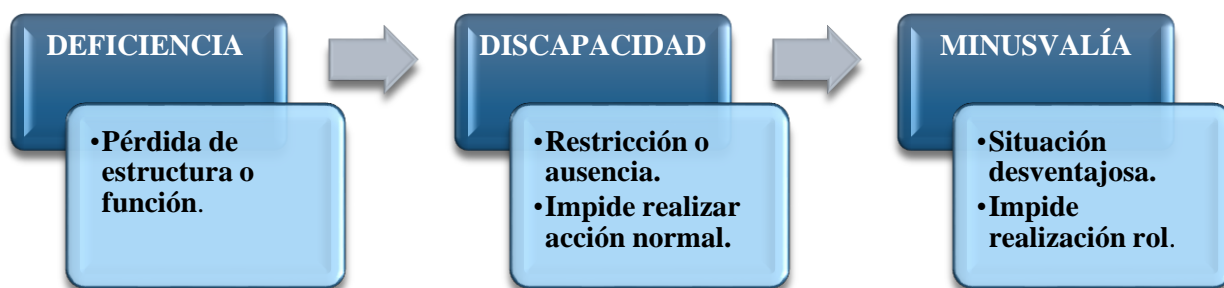 DEFICIENCIA
•Pérdida de
estructura o
función.
DISCAPACIDAD
•Restricción o
ausencia.
•Impide realizar
acción normal.
MINUSVALÍA
•Situación
desventajosa.
•Impide
realización rol.